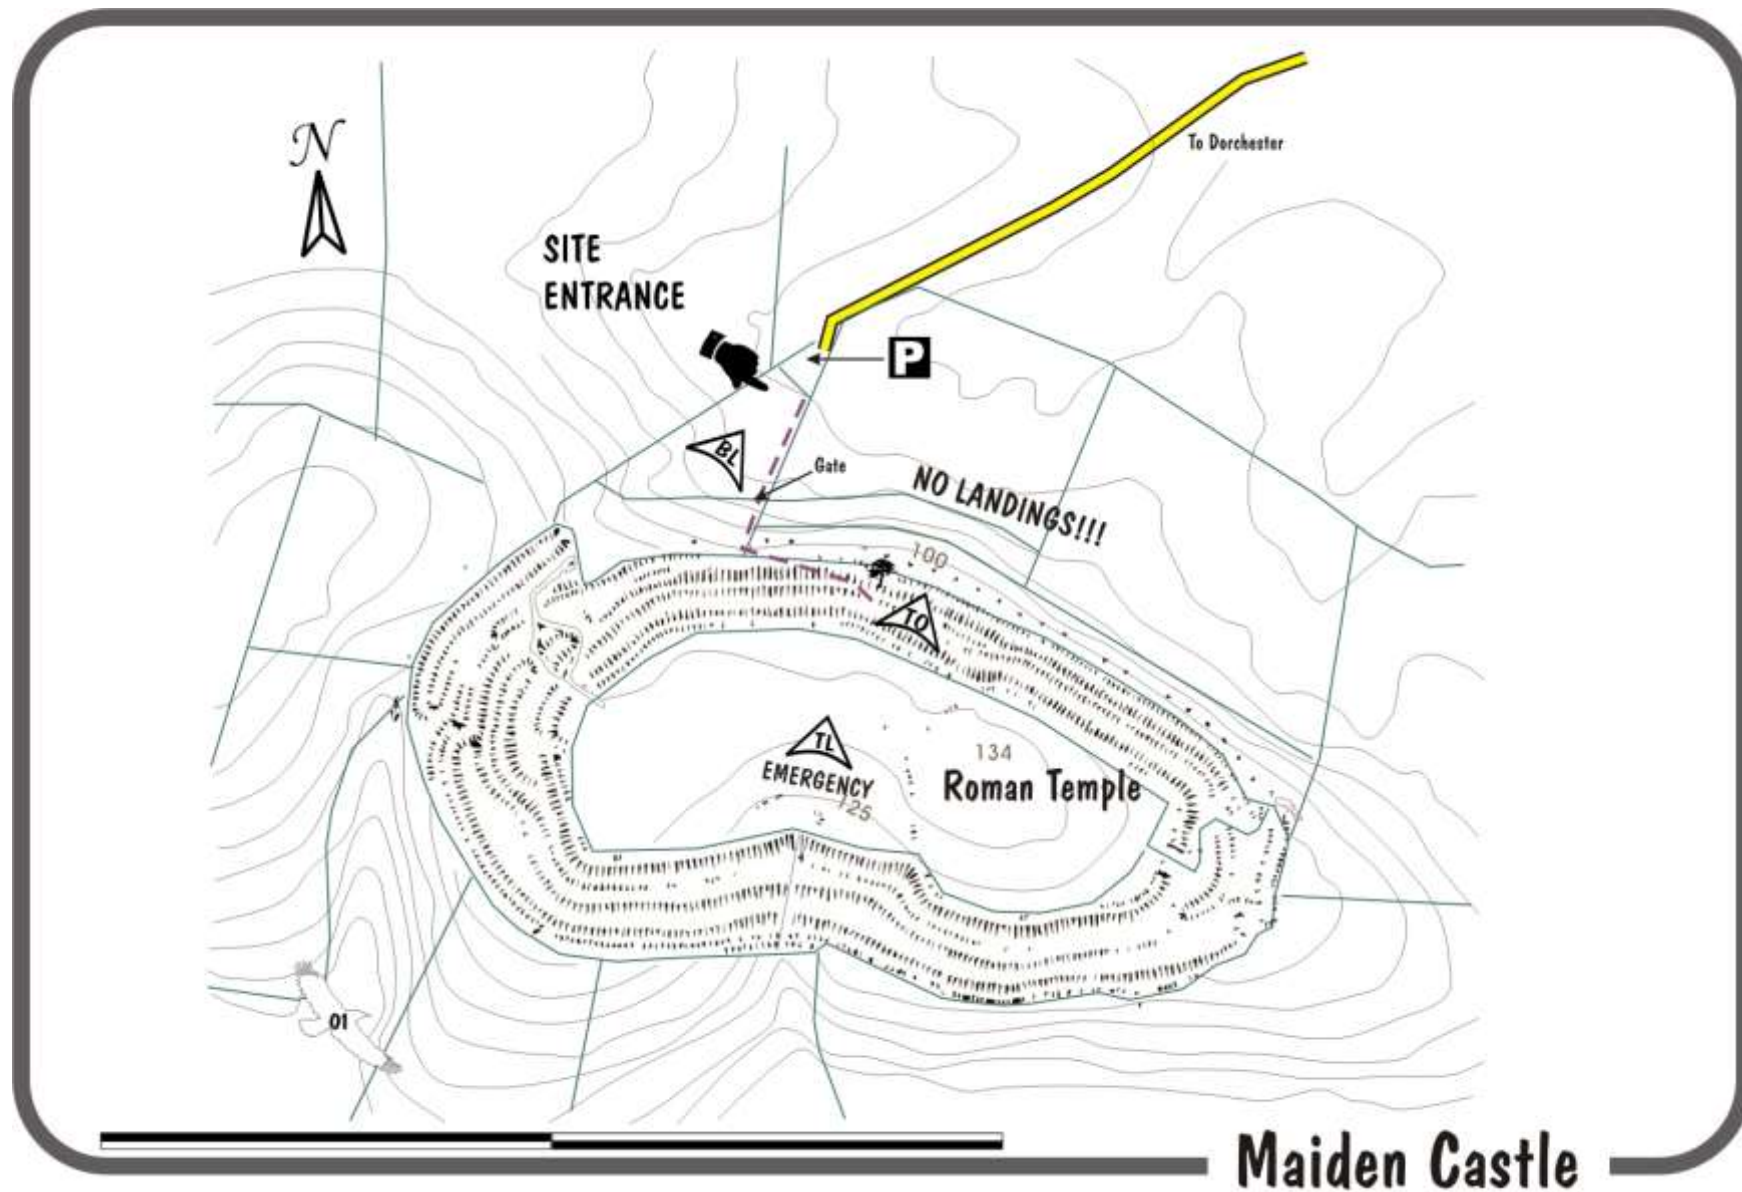 N
To Dorchester
SITE
ENTRANCE
P
BL
Gate
NO LANDINGS!!!
100
TO
TL
EMERGENCY
134
Roman Temple
125
01
Maiden Castle